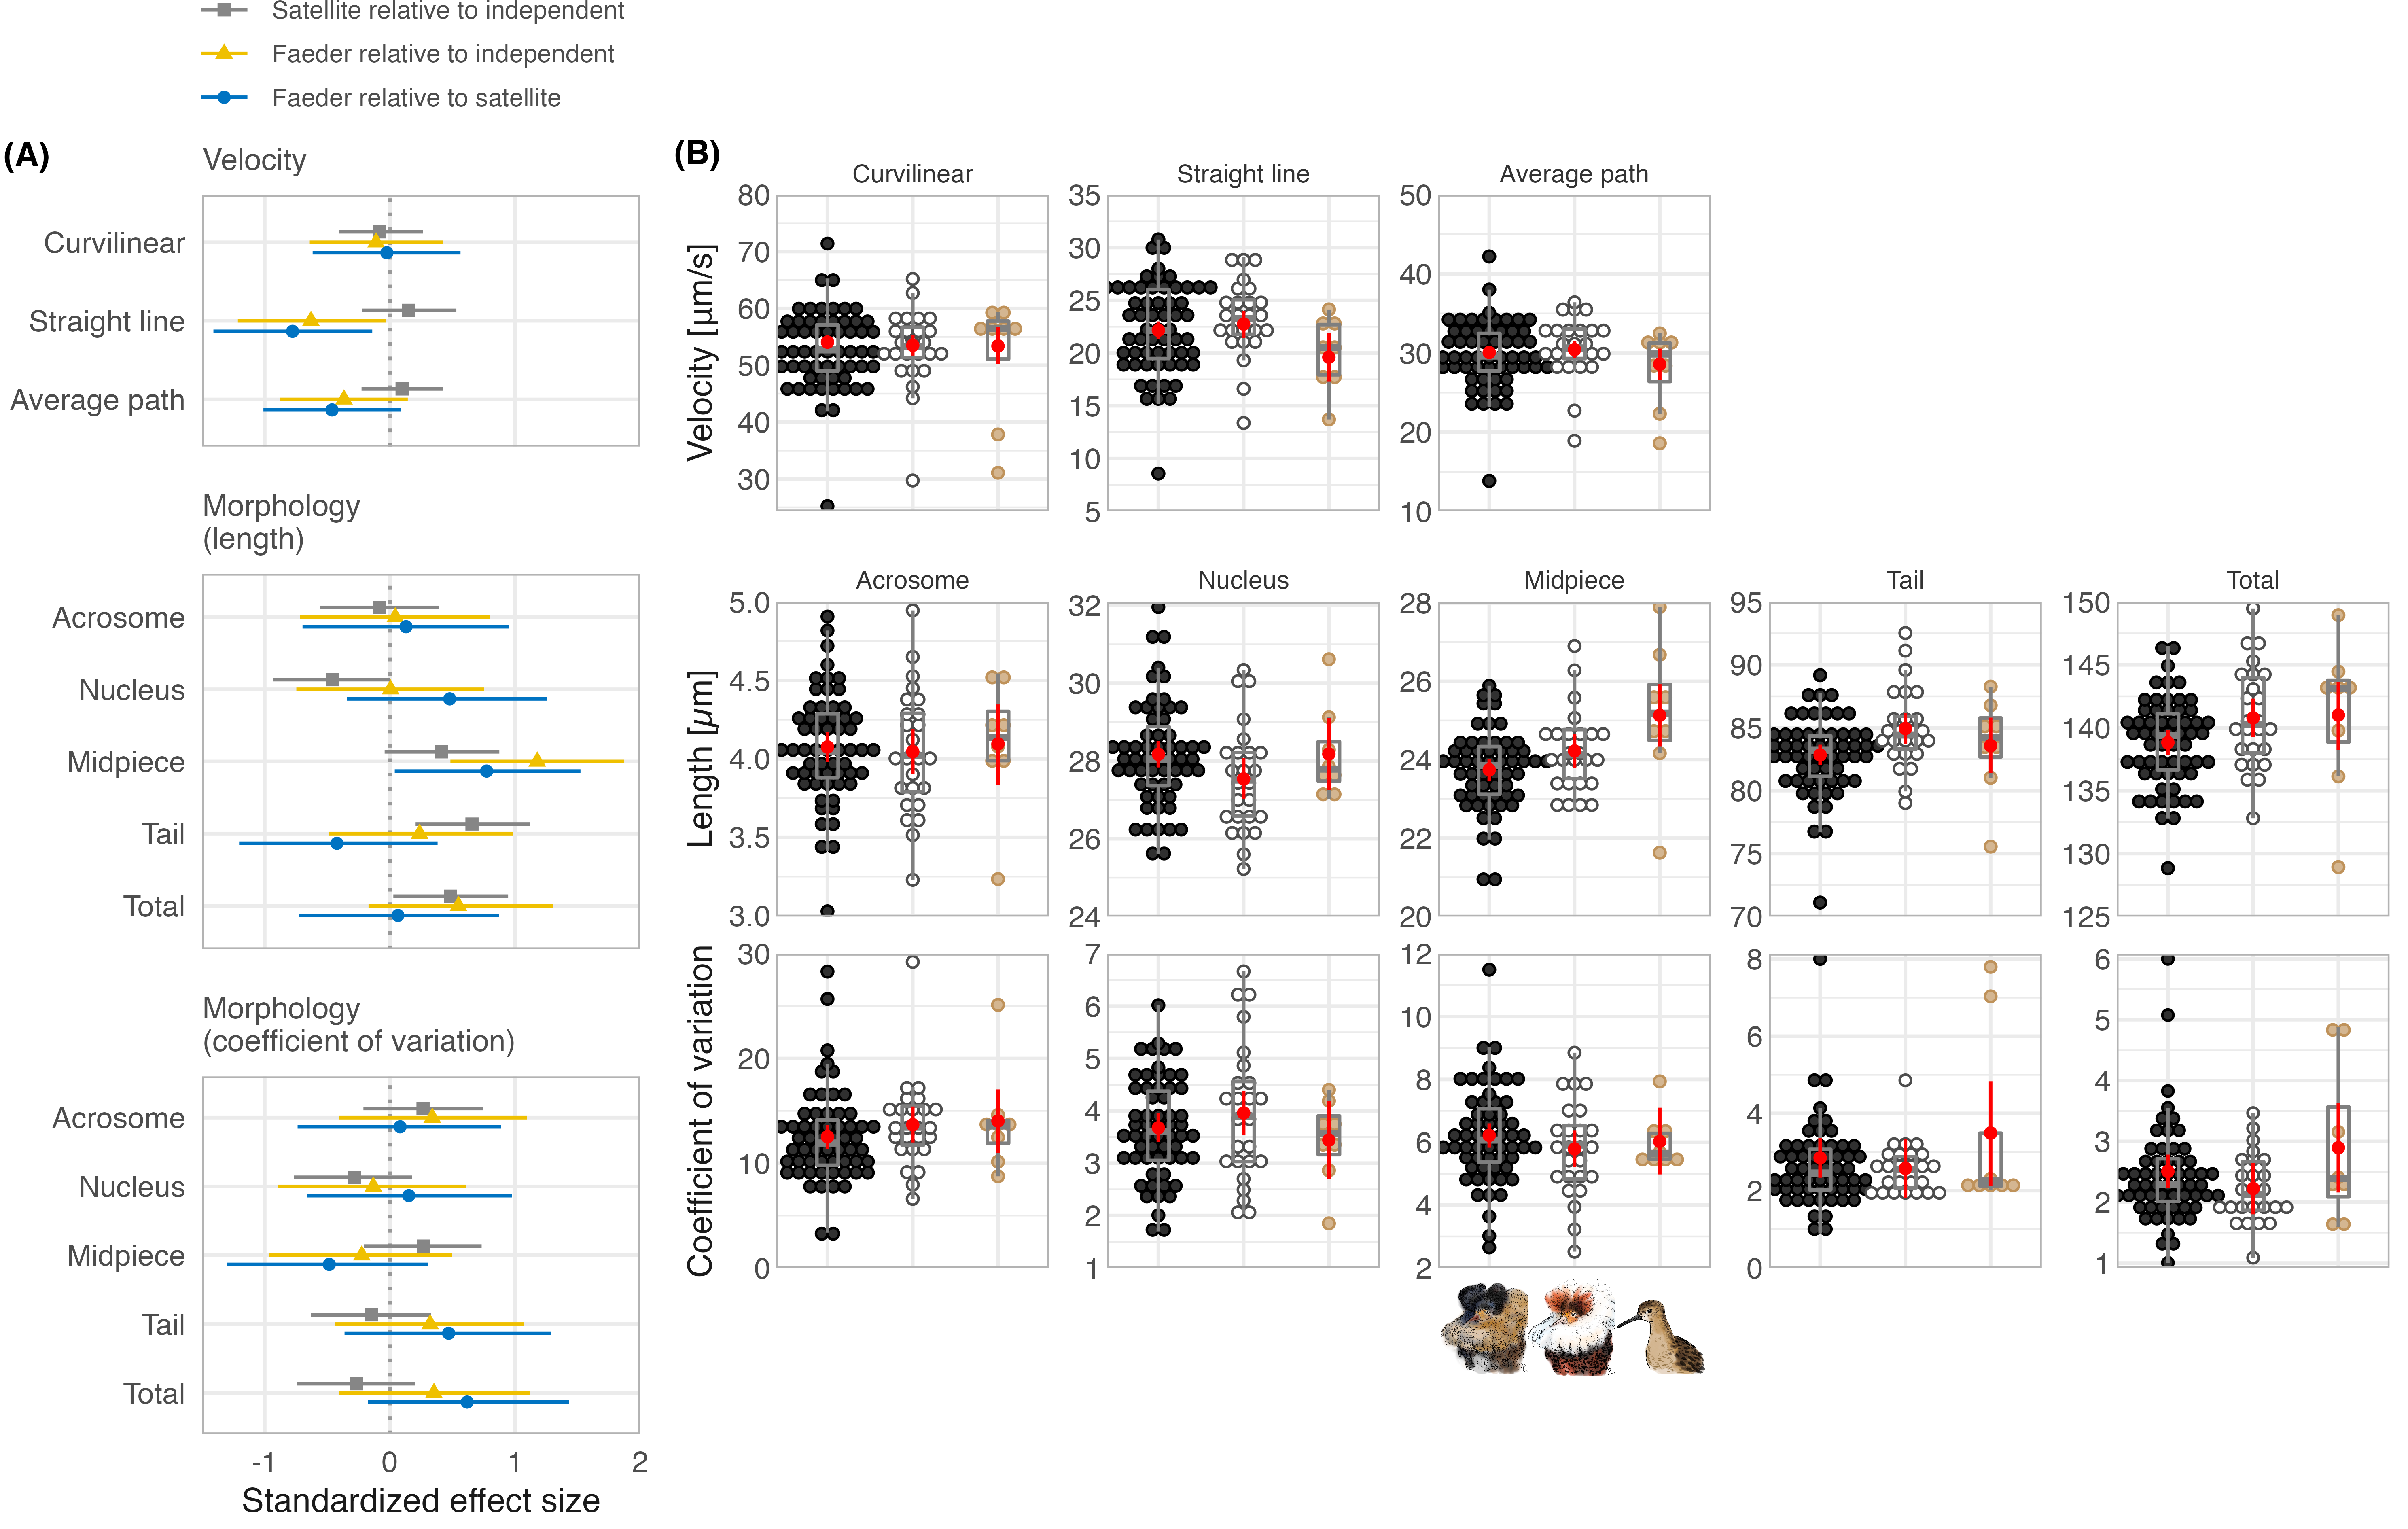 Satellite relative to independent
Faeder relative to independent
Faeder relative to satellite
(A)
Velocity
Curvilinear
Straight line
Average path
Morphology
(length)
Acrosome
Nucleus
Midpiece
Tail
Total
Morphology
(coefficient of variation)
Acrosome
Nucleus
Midpiece
Tail
Total
-1 0 1 2
Standardized effect size
(B)
Curvilinear Straight line Average path
Velocity [µm/s]
80
70
60
50
40
30
35
30
25
20
15
10
5
50
40
30
20
10
Acrosome Nucleus Midpiece Tail Total
Length [µm]
5.0
4.5
4.0
3.5
3.0
32
30
28
26
24
28
26
24
22
20
95
90
85
80
75
70
150
145
140
135
130
125
Coefficient of variation
30
20
10
0
7
6
5
4
3
2
1
12
10
8
6
4
2
8
6
4
2
0
6
5
4
3
2
1